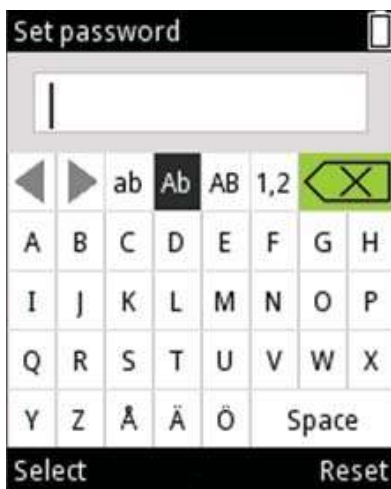 Set password
ab Ab AB 1,2
A B C D E F G H
I J K L M N O P
Q R S T U V W X
Y Z Å Ä Ö Space
Select Reset